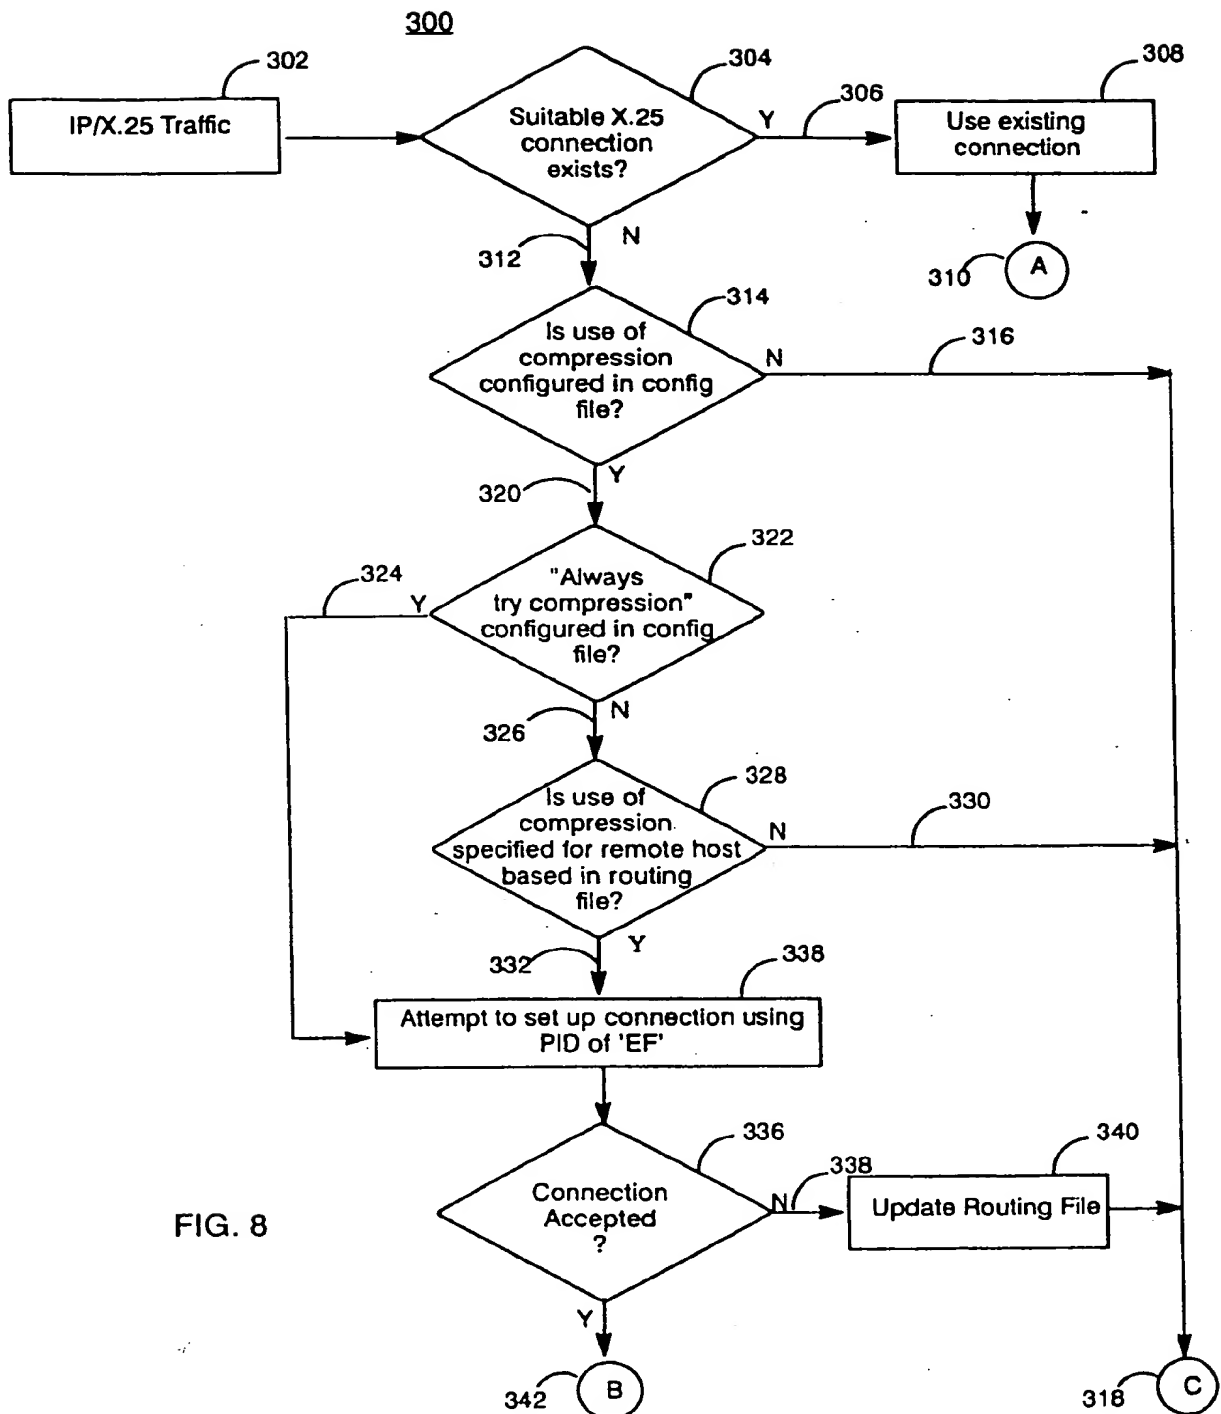 300
302
304
308
IP/X.25 Traffic
Suitable X.25
connection
exists?
Y
306
Use existing
connection
312
N
310
A
314
Is use of
compression
configured in config
file?
N
316
320
Y
322
324
Y
"Always
try compression"
configured in config
file?
326
N
328
Is use of
compression
specified for remote host
based in routing
file?
N
330
332
Y
338
Attempt to set up connection using
PID of 'EF'
336
Connection
Accepted
?
N
338
340
Update Routing File
FIG. 8
Y
342
B
318
C